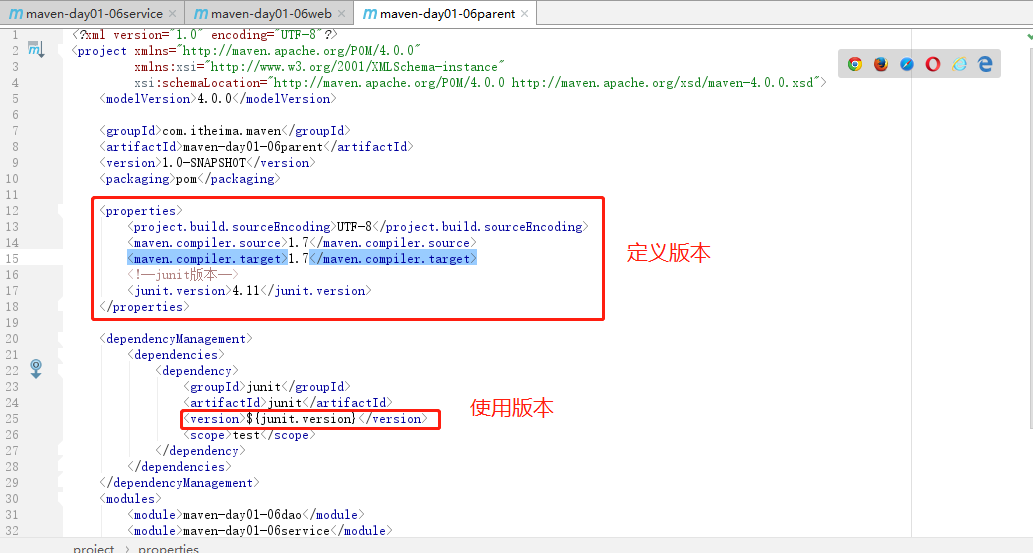 maven-day01-06service × maven-day01-06web × maven-day01-06parent ×
1 <?xml version="1.0" encoding="UTF-8"?>
2 <project xmlns="http://maven.apache.org/POM/4.0.0"
3 xmlns:xsi="http://www.w3.org/2001/XMLSchema-instance"
4 xsi:schemaLocation="http://maven.apache.org/POM/4.0.0 http://maven.apache.org/xsd/maven-4.0.0.xsd">
5 <modelVersion>4.0.0</modelVersion>
6
7 <groupId>com.itheima.maven</groupId>
8 <artifactId>maven-day01-06parent</artifactId>
9 <version>1.0-SNAPSHOT</version>
10 <packaging>pom</packaging>
11
12 <properties>
13 <project.build.sourceEncoding>UTF-8</project.build.sourceEncoding>
14 <maven.compiler.source>1.7</maven.compiler.source>
定义版本
15 <maven.compiler.target>1.7</maven.compiler.target>
16 <!--junit版本-->
17 <junit.version>4.11</junit.version>
18 </properties>
19
20 <dependencyManagement>
21 <dependencies>
22 <dependency>
23 <groupId>junit</groupId>
24 <artifactId>junit</artifactId>
使用版本
25 <version>${junit.version}</version>
26 <scope>test</scope>
27 </dependency>
28 </dependencies>
29 </dependencyManagement>
30 <modules>
31 <module>maven-day01-06dao</module>
32 <module>maven-day01-06service</module>
project › properties